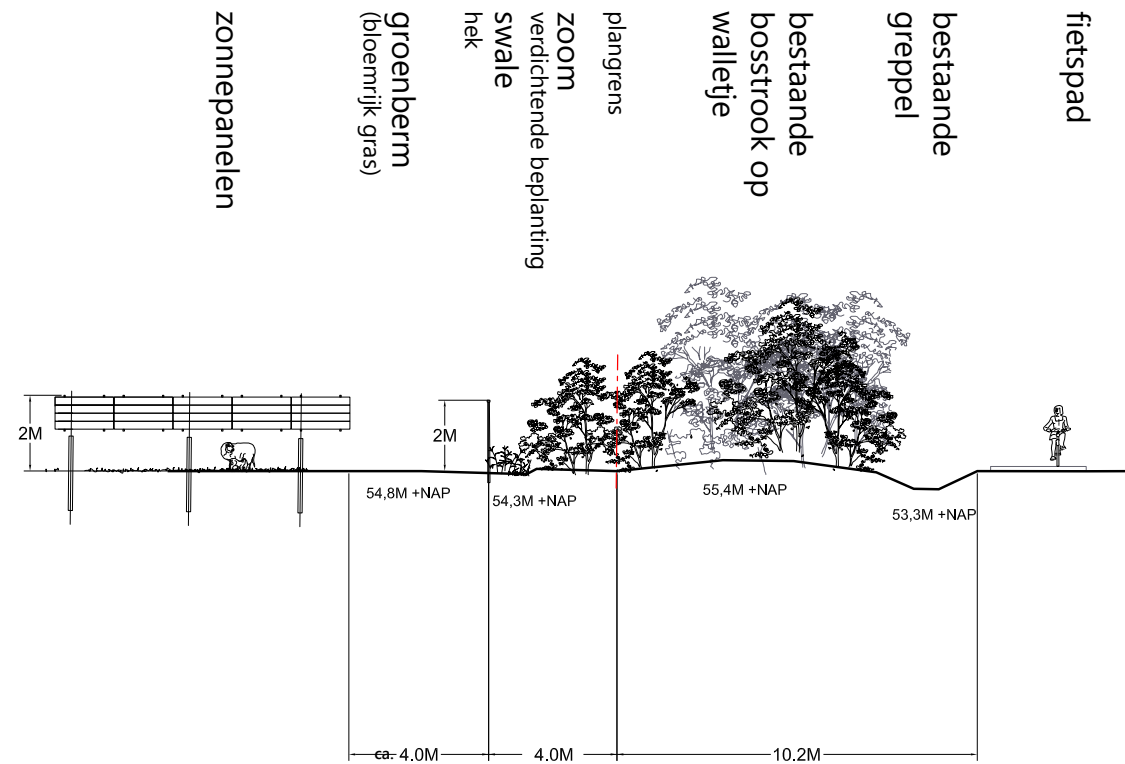 zonnepanelen
groenberm
(bloemrijk gras)
hek
swale
verdichtende beplanting
zoom
plangrens
bestaande
bosstrook op
walletje
bestaande
greppel
fietspad
2M
2M
54,8M +NAP
54,3M +NAP
55,4M +NAP
53,3M +NAP
ca. 4.0M
4.0M
10.2M